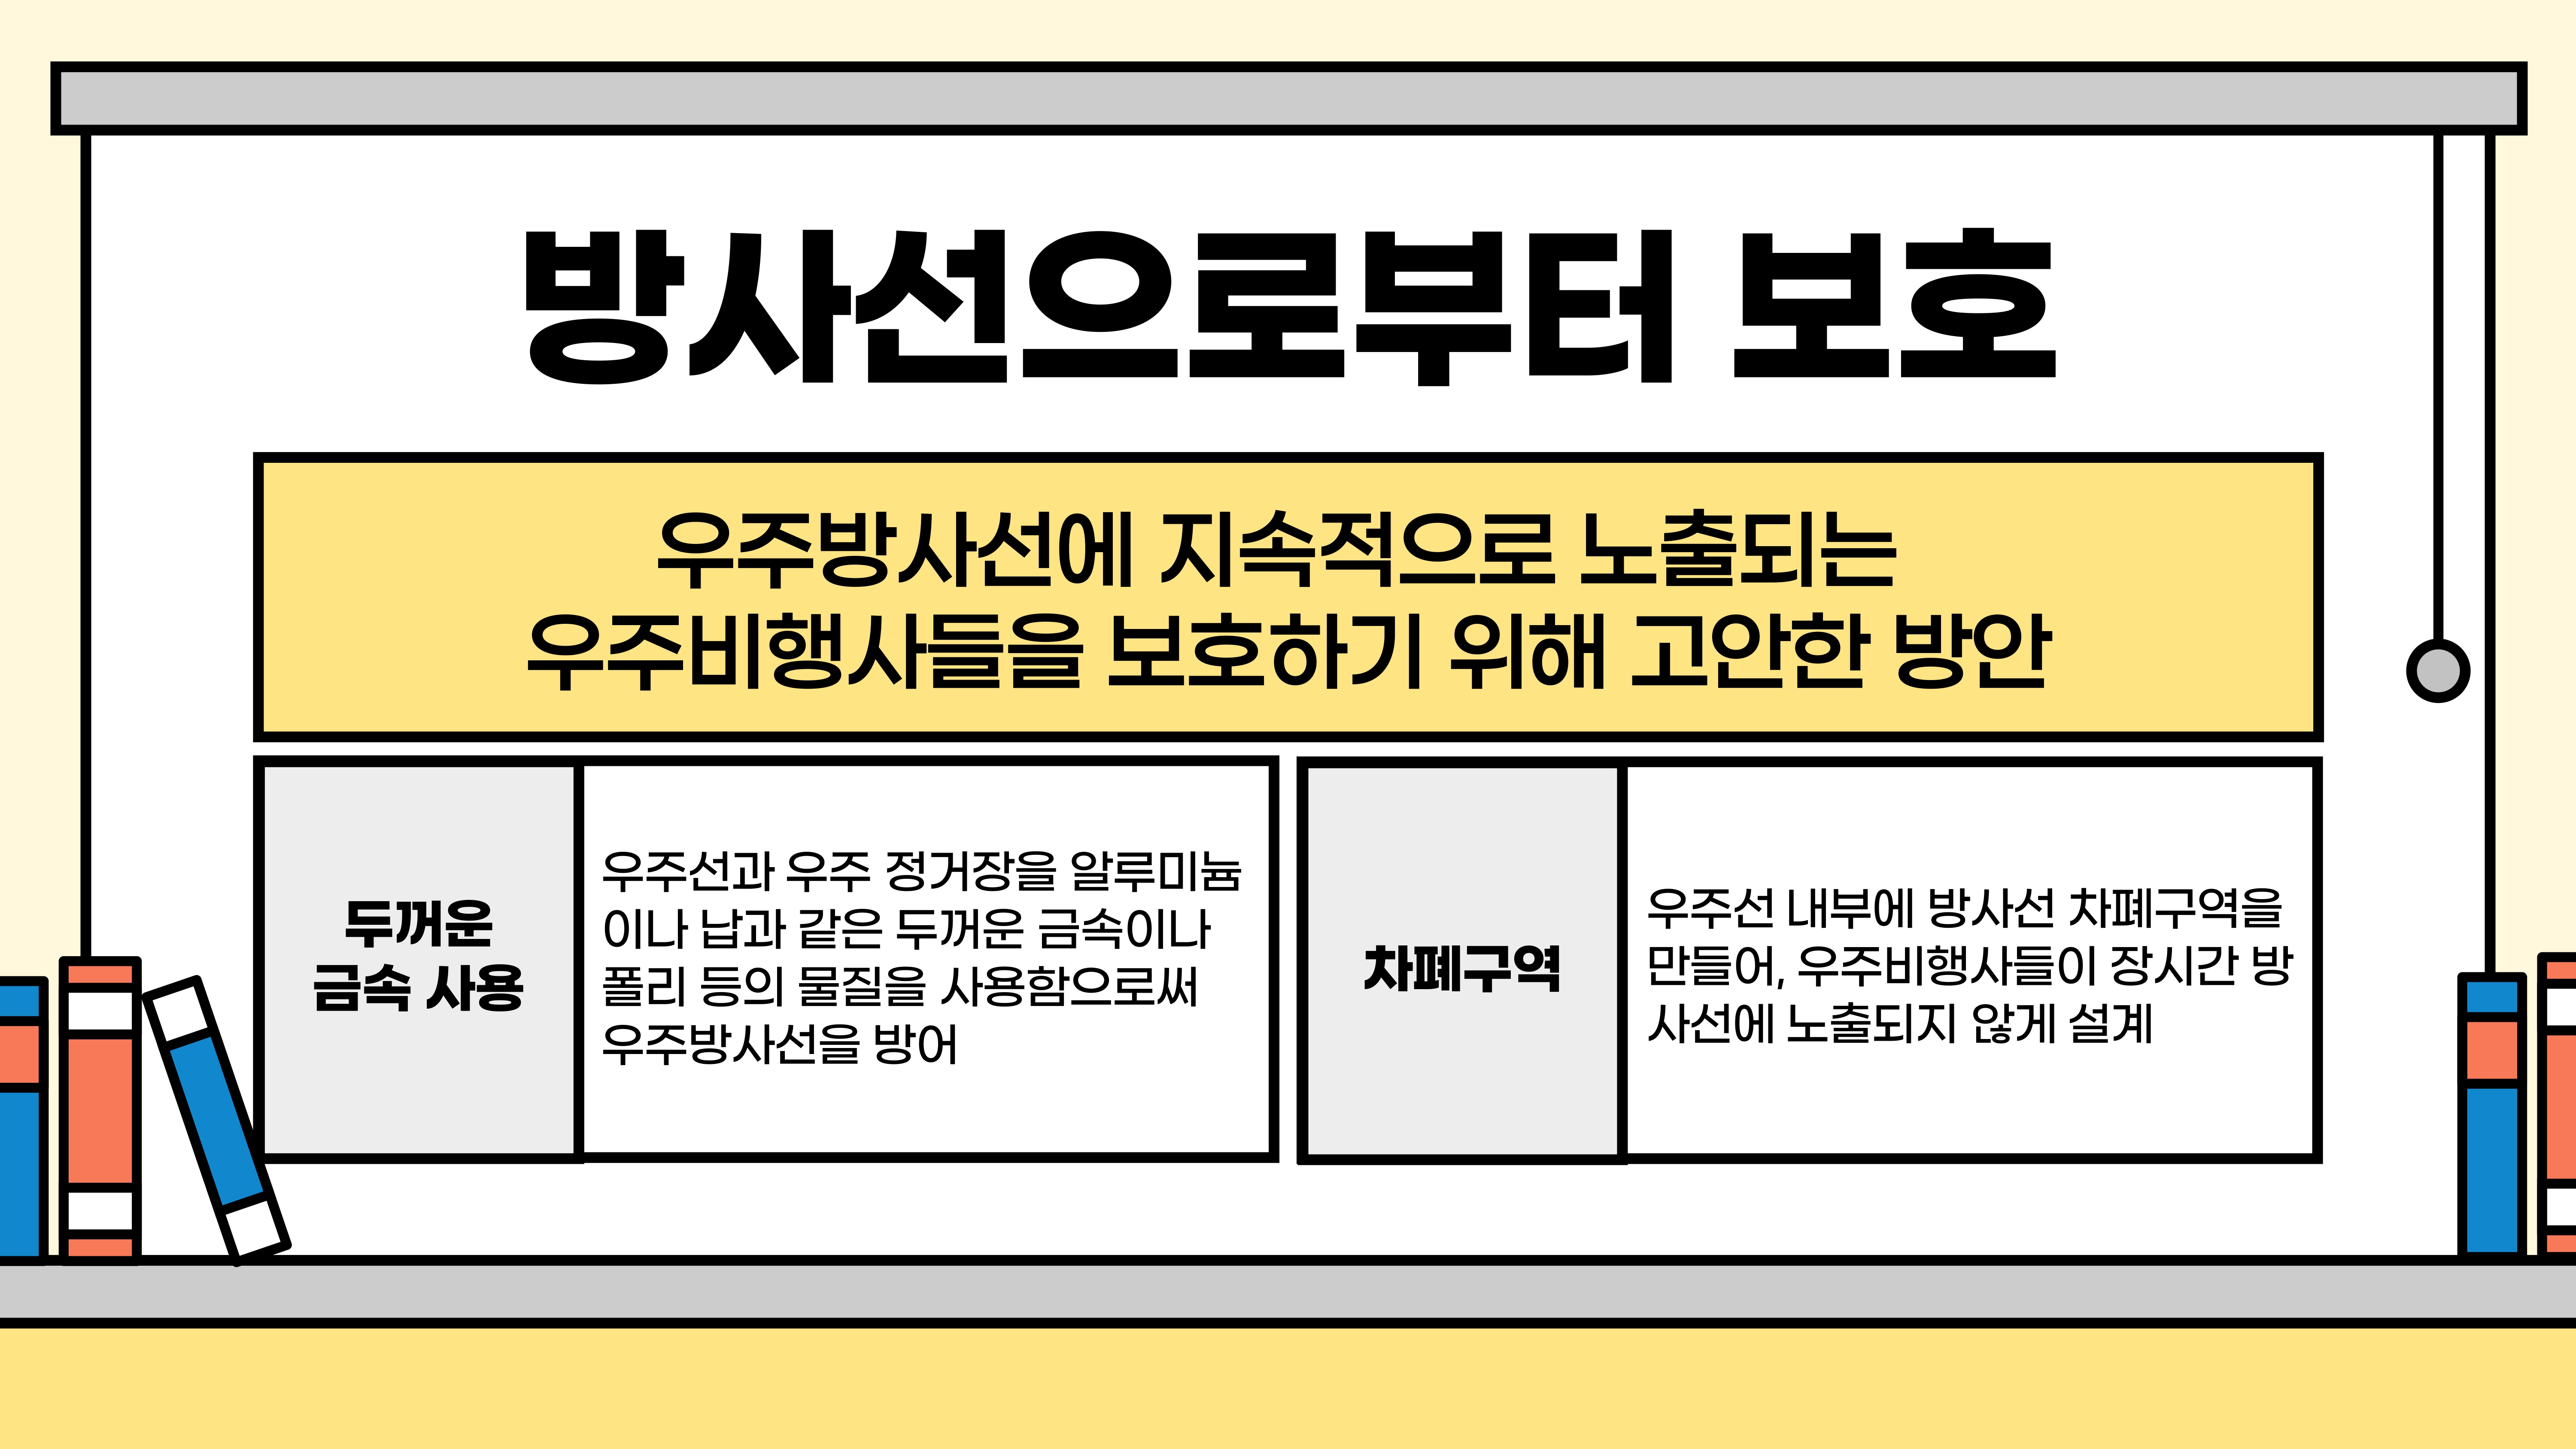 방사선으로부터 보호
우주방사선에 지속적으로 노출되는
우주비행사들을 보호하기 위해 고안한 방안
두꺼운
금속 사용
우주선과 우주 정거장을 알루미늄
이나 납과 같은 두꺼운 금속이나
폴리 등의 물질을 사용함으로써
우주방사선을 방어
차폐구역
우주선 내부에 방사선 차폐구역을
만들어, 우주비행사들이 장시간 방
사선에 노출되지 않게 설계